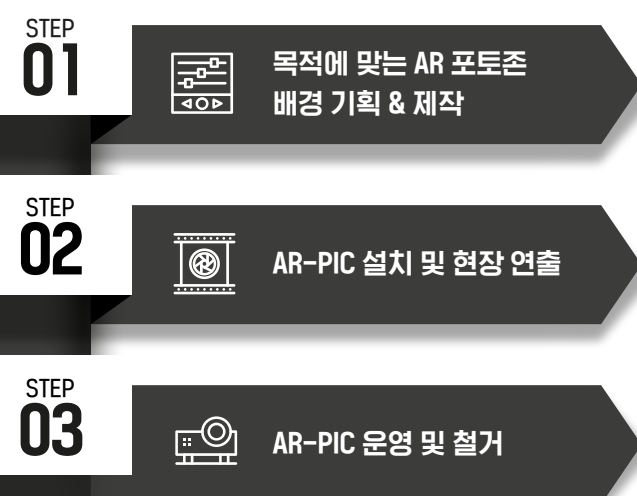 STEP
01
목적에 맞는 AR 포토존
배경 기획 & 제작
STEP
02
AR-PIC 설치 및 현장 연출
STEP
03
AR-PIC 운영 및 철거